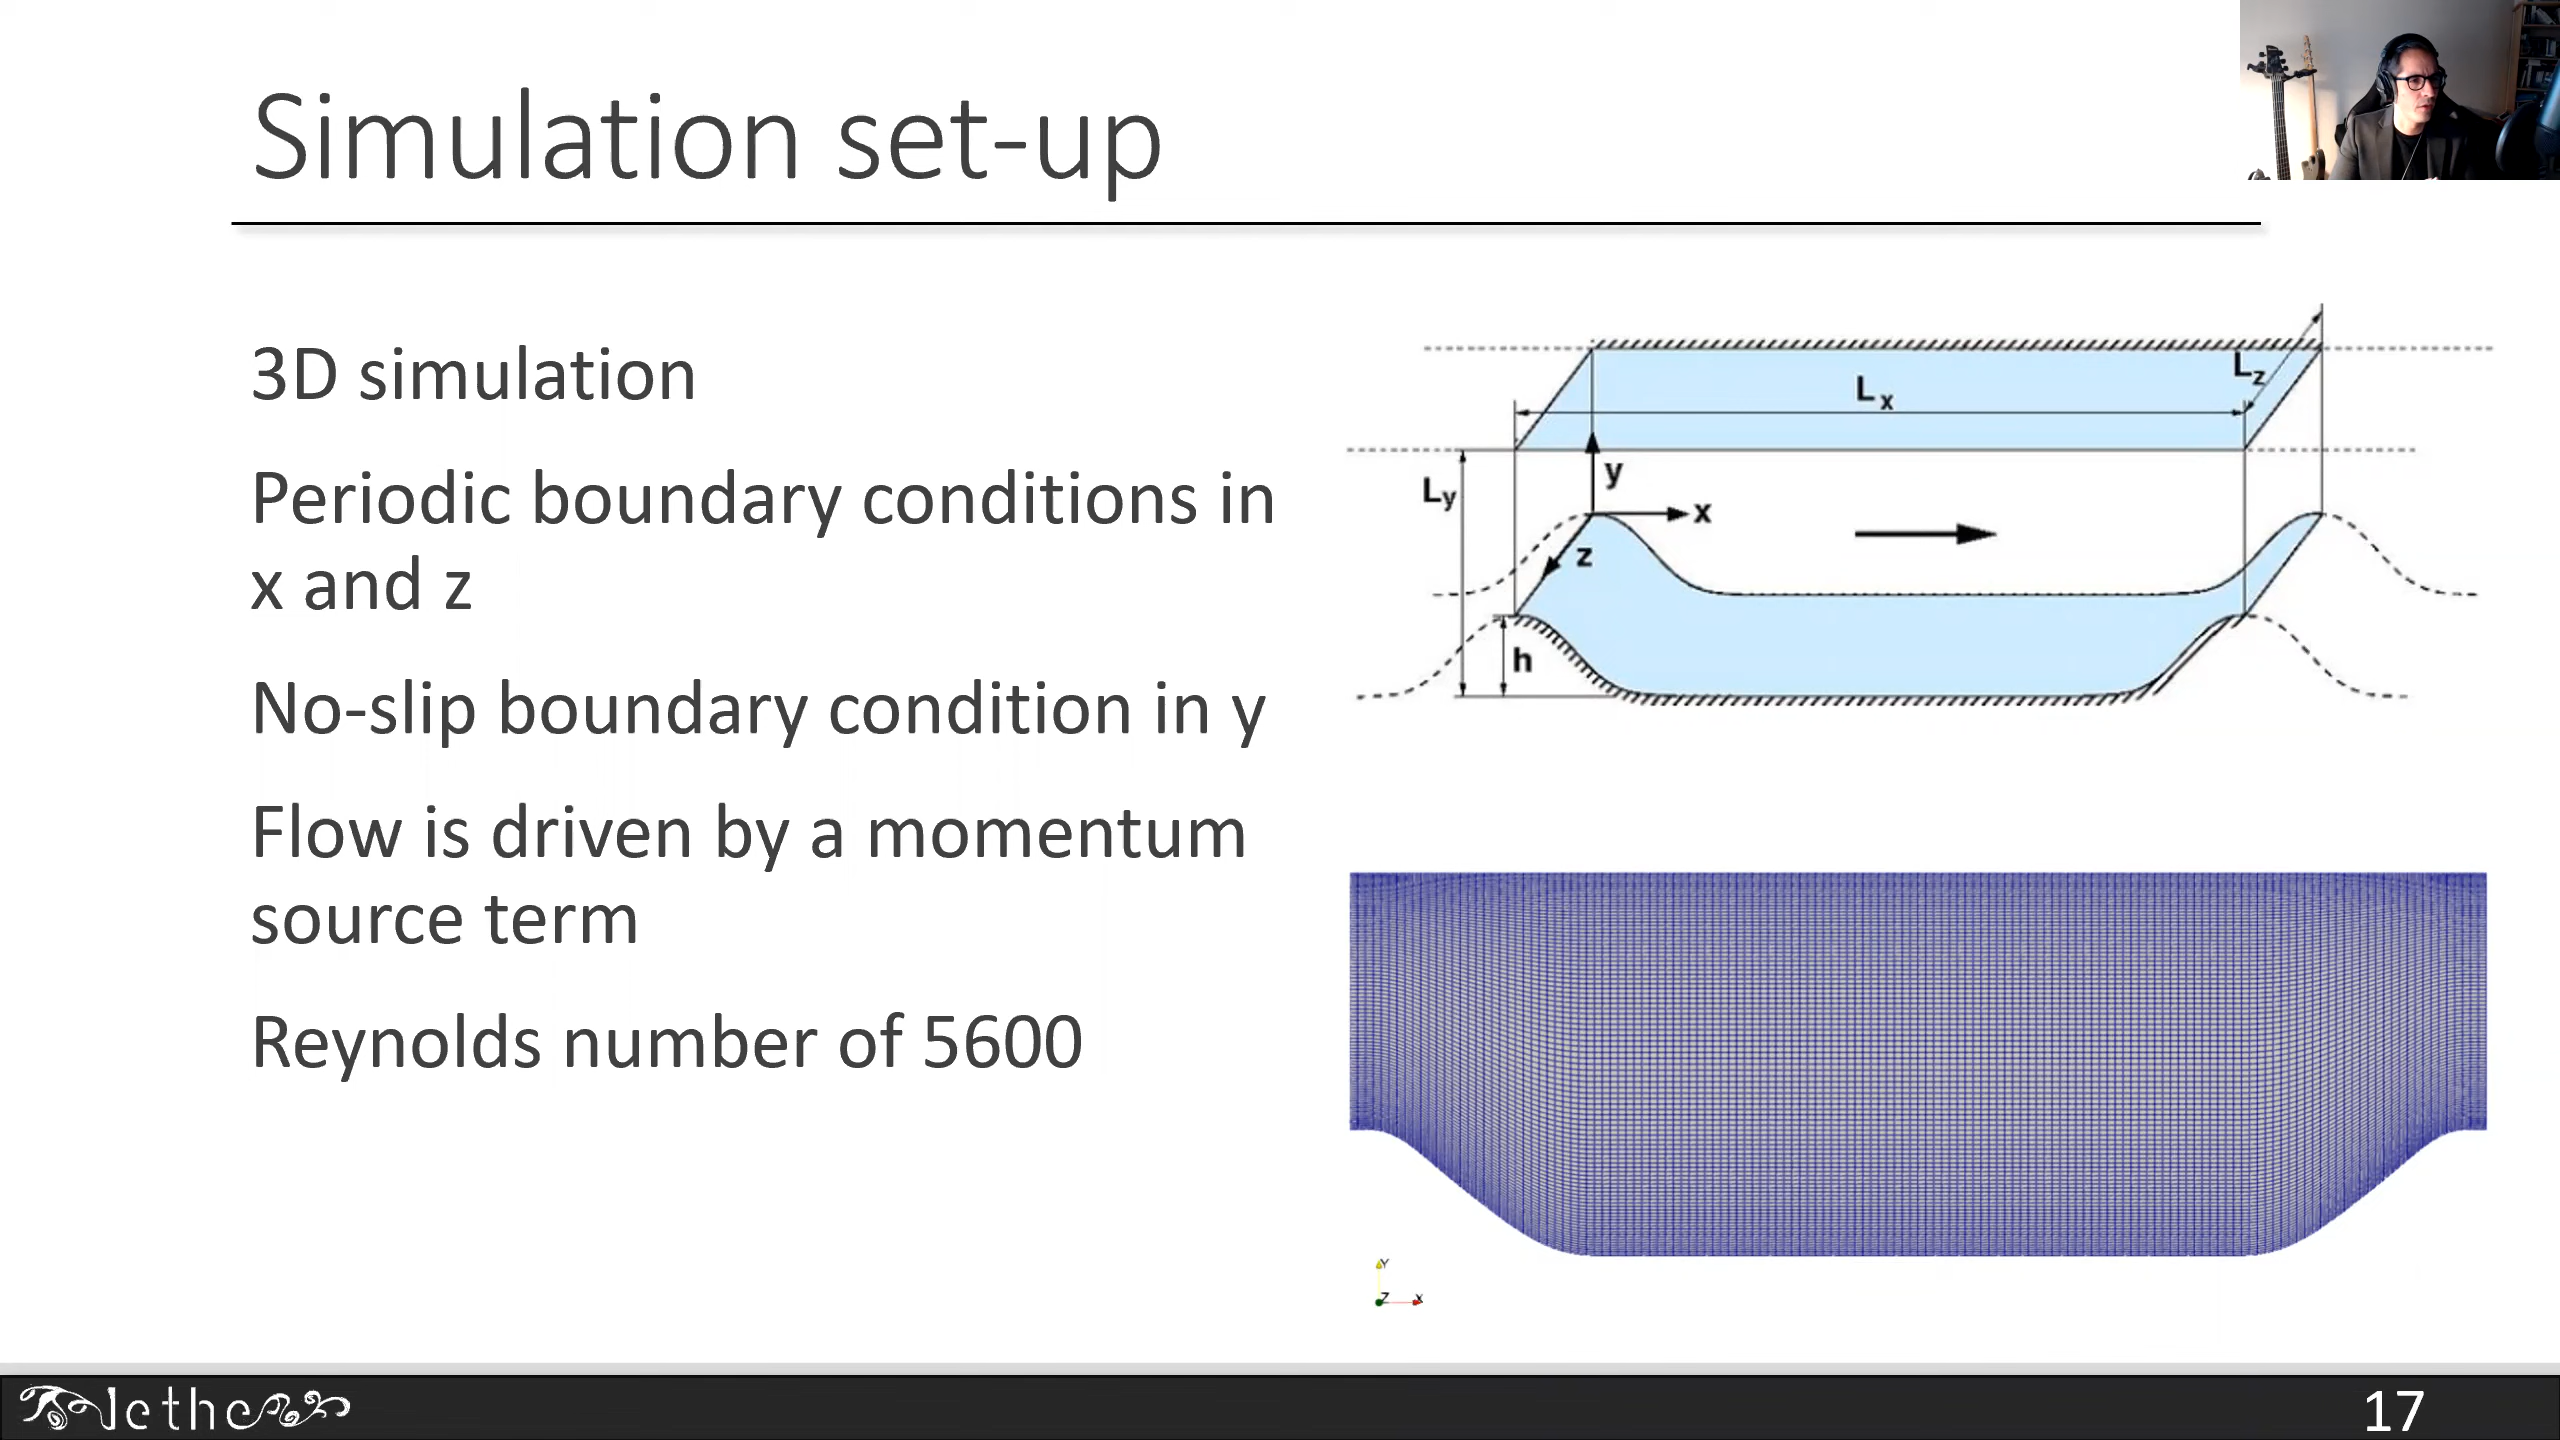 Simulation set-up
3D simulation
Periodic boundary conditions in
x and z
No-slip boundary condition in y
Flow is driven by a momentum
source term
Reynolds number of 5600
Lz
Lx
Ly
y
x
z
h
Y
Z
X
lethe
17